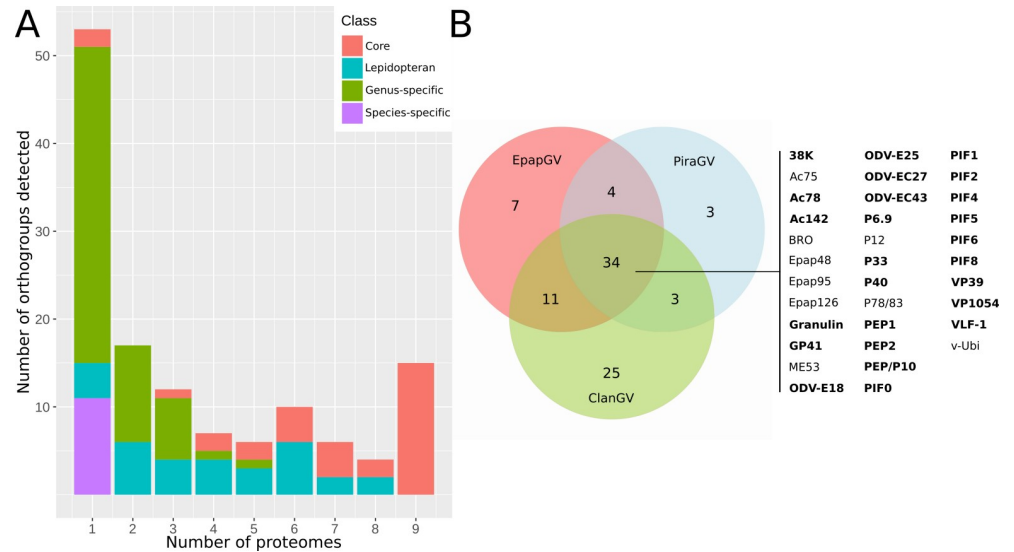 A
Number of orthogroups detected
50
40
30
20
10
1 2 3 4 5 6 7 8 9
Number of proteomes
Class
Core
Lepidopteran
Genus-specific
Species-specific
B
EpapGV
PiraGV
4
7
3
34
11
3
25
ClanGV
38K ODV-E25 PIF1
Ac75 ODV-EC27 PIF2
Ac78 ODV-EC43 PIF4
Ac142 P6.9 PIF5
BRO P12 PIF6
Epap48 P33 PIF8
Epap95 P40 VP39
Epap126 P78/83 VP1054
Granulin PEP1 VLF-1
GP41 PEP2 v-Ubi
ME53 PEP/P10
ODV-E18 PIF0